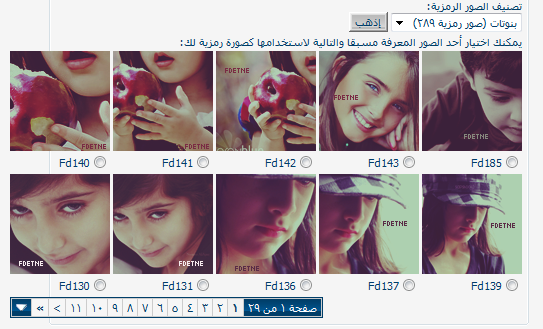 تصنيف الصور الرمزية:
بنوتات (صور رمزية ٢٨٩) إذهب
يمكنك اختيار أحد الصور المعرفة مسبقا والتالية لاستخدامها كصورة رمزية لك:
FDETNE
FDETNE
FDETNE
FDETNE
FDETNE
Fd185 Fd143 Fd142 Fd141 Fd140
FDETNE
FDETNE
FDETNE
FDETNE
FDETNE
Fd139 Fd137 Fd136 Fd131 Fd130
صفحة ١ من ٢٩ ١ ٢ ٣ ٤ ٥ ٦ ٧ ٨ ٩ ١٠ ١١ > »